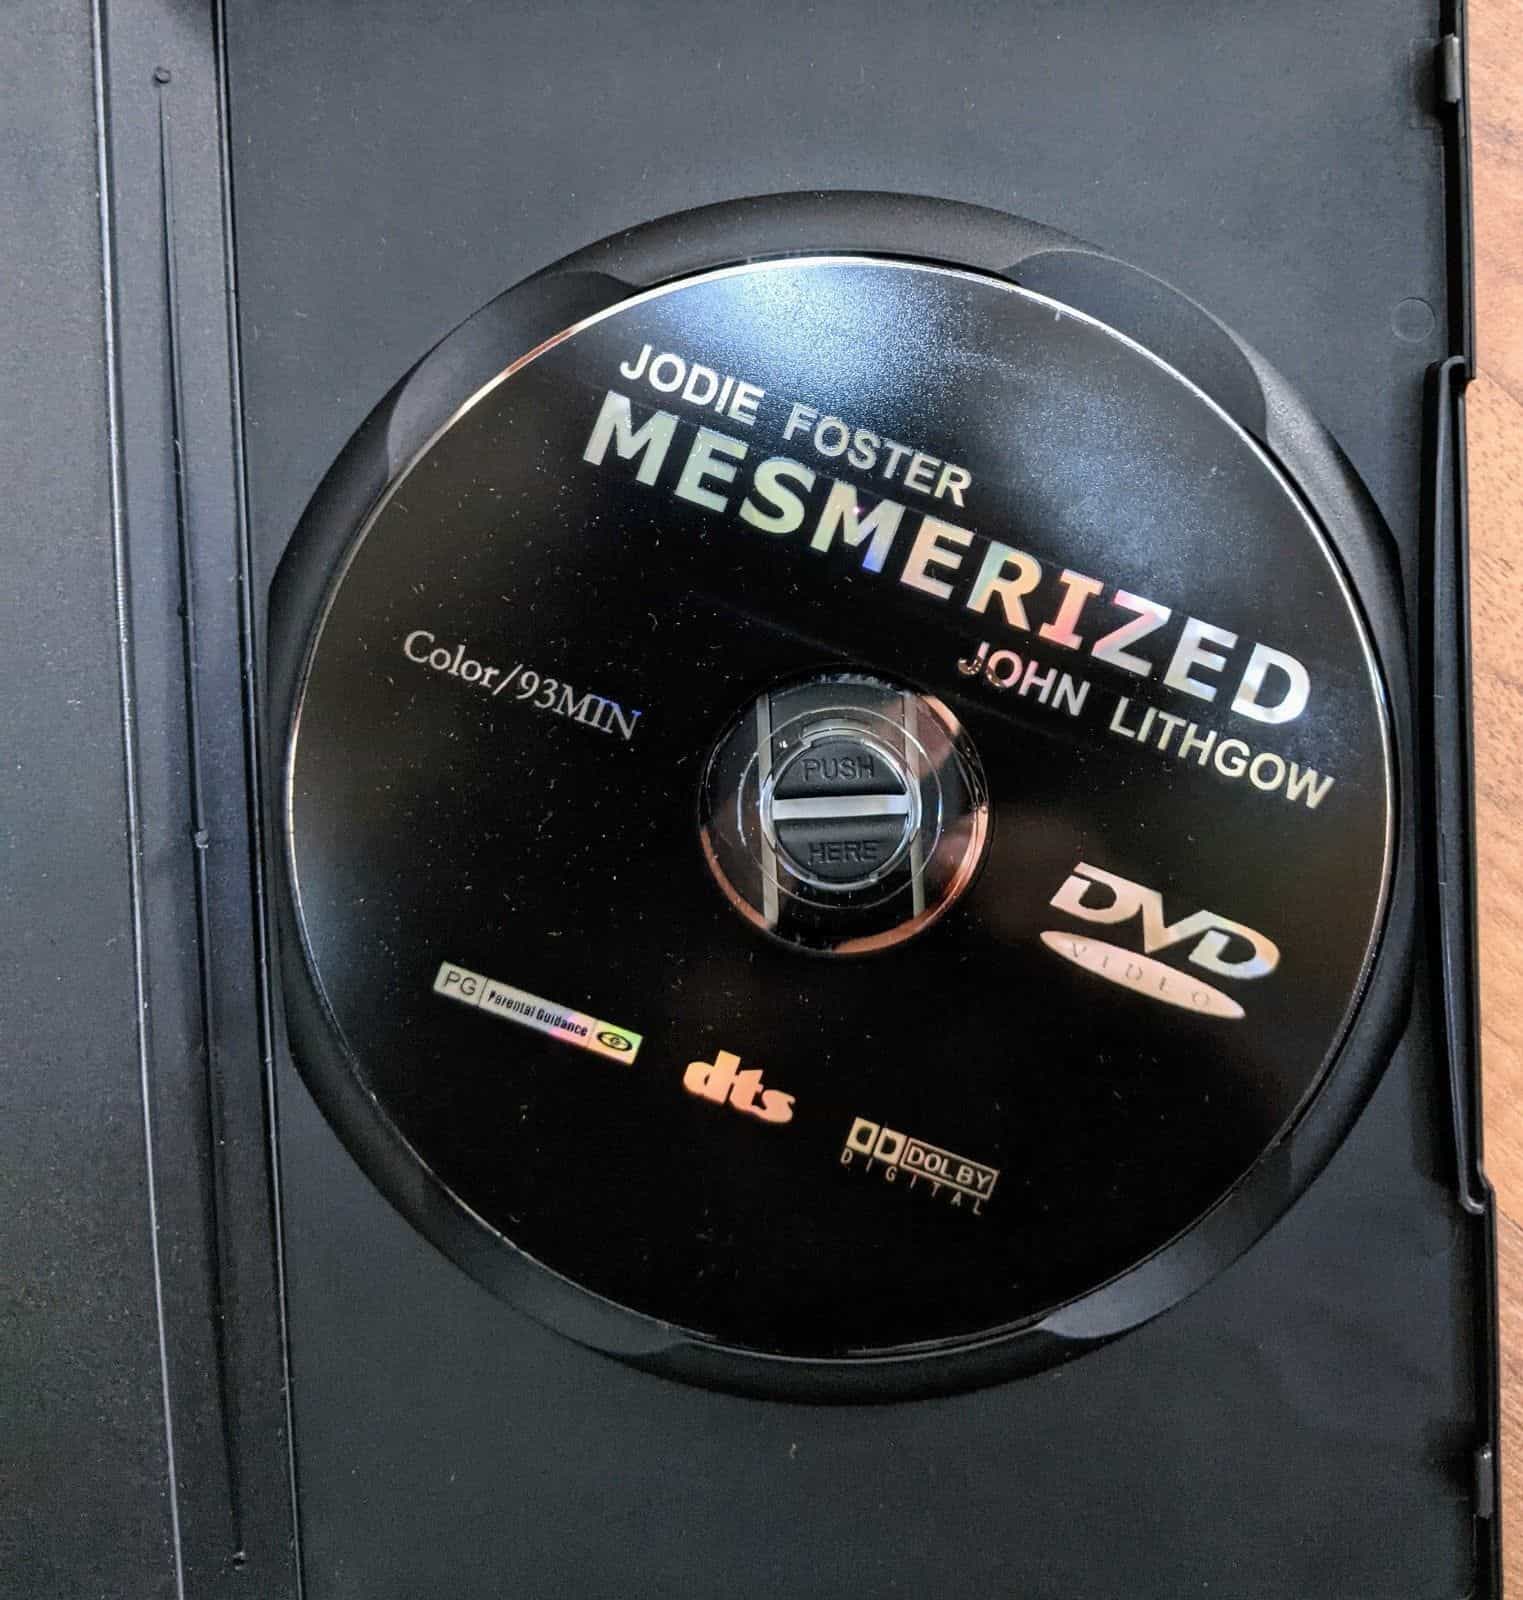 JODIE FOSTER
MESMERIZED
JOHN LITHGOW
Color/93MIN
PUSH
HERE
DVD
VIDEO
PG Parental Guidance
dts
DOLBY
DIGITAL